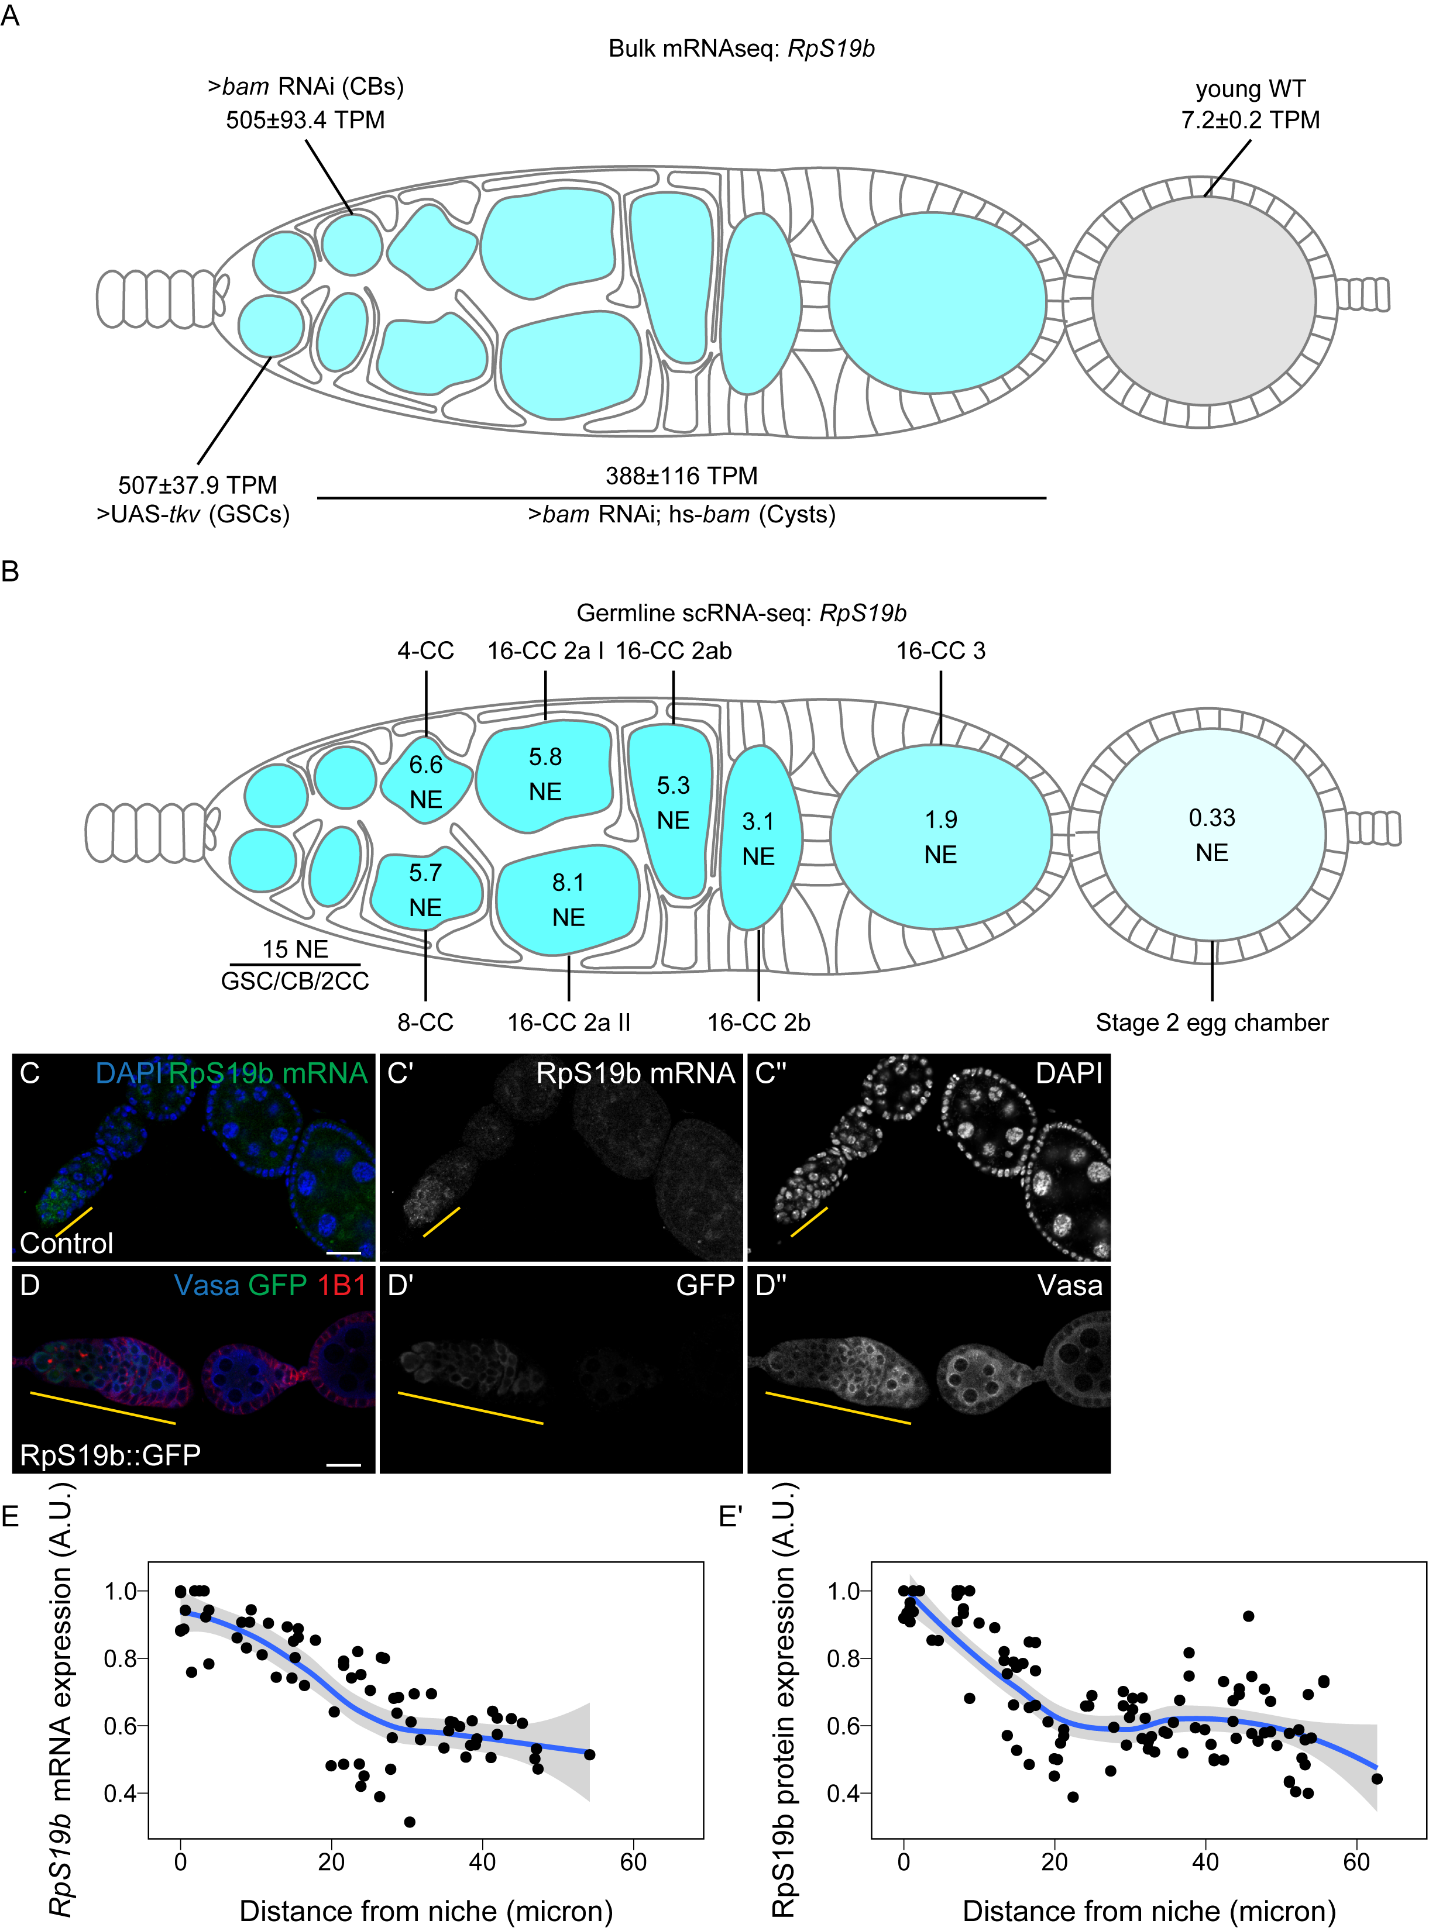 A
Bulk mRNAseq: RpS19b
>bam RNAi (CBs)
505±93.4 TPM
young WT
7.2±0.2 TPM
507±37.9 TPM
>UAS-tkv (GSCs)
388±116 TPM
>bam RNAi; hs-bam (Cysts)
B
Germline scRNA-seq: RpS19b
4-CC
16-CC 2a I
16-CC 2ab
16-CC 3
6.6
NE
5.8
NE
5.3
NE
3.1
NE
1.9
NE
0.33
NE
5.7
NE
8.1
NE
15 NE
GSC/CB/2CC
8-CC
16-CC 2a II
16-CC 2b
Stage 2 egg chamber
C
DAPI RpS19b mRNA
Control
C'
RpS19b mRNA
C''
DAPI
D
Vasa GFP 1B1
RpS19b::GFP
D'
GFP
D''
Vasa
E
RpS19b mRNA expression (A.U.)
1.0
0.8
0.6
0.4
0
20
40
60
Distance from niche (micron)
E'
RpS19b protein expression (A.U.)
1.0
0.8
0.6
0.4
0
20
40
60
Distance from niche (micron)